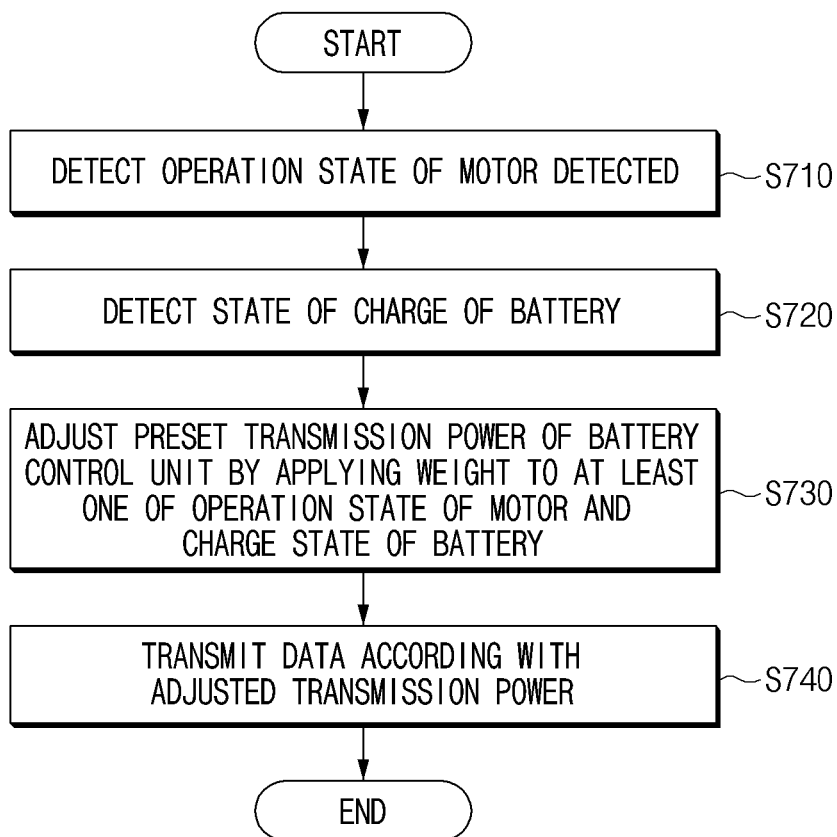 START
DETECT OPERATION STATE OF MOTOR DETECTED
S710
DETECT STATE OF CHARGE OF BATTERY
S720
ADJUST PRESET TRANSMISSION POWER OF BATTERY
CONTROL UNIT BY APPLYING WEIGHT TO AT LEAST
ONE OF OPERATION STATE OF MOTOR AND
CHARGE STATE OF BATTERY
S730
TRANSMIT DATA ACCORDING WITH
ADJUSTED TRANSMISSION POWER
S740
END